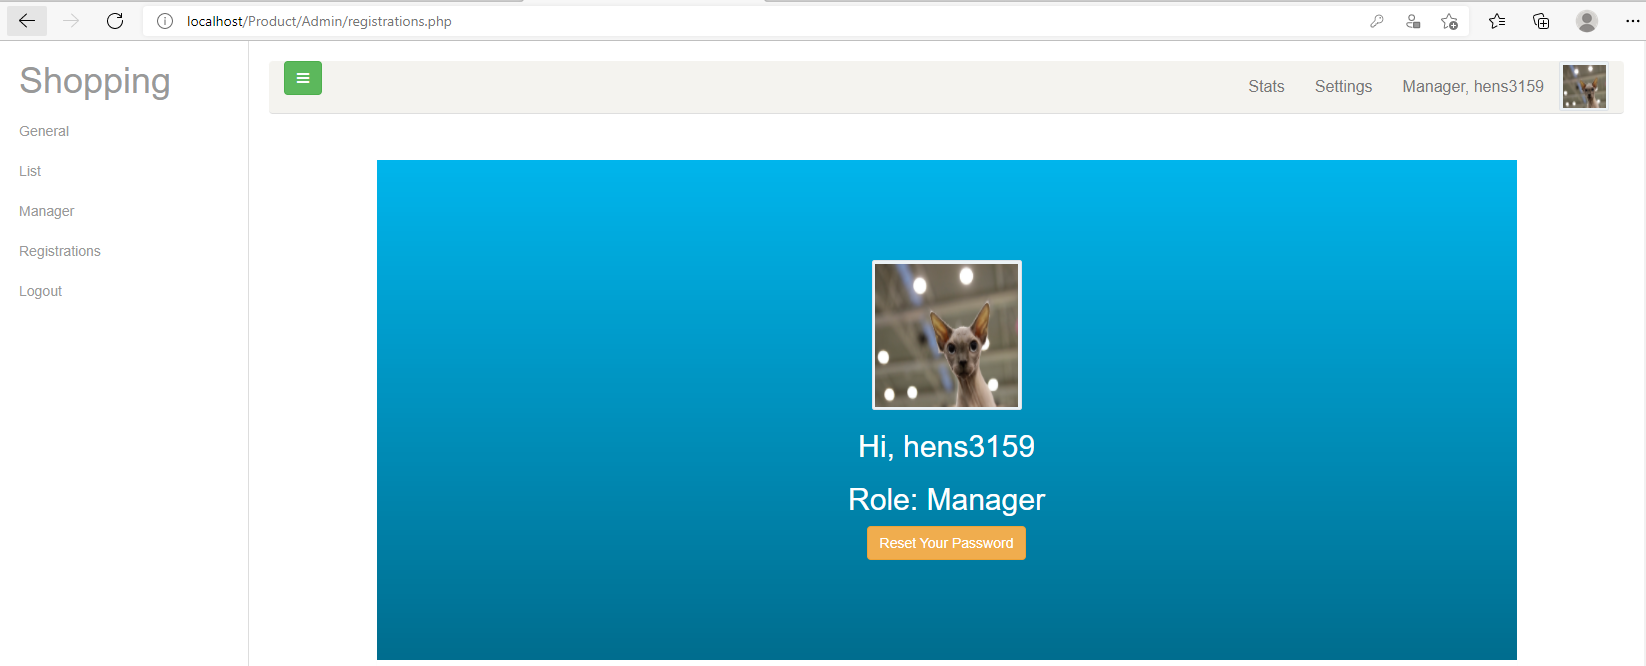 localhost/Product/Admin/registrations.php
Shopping
General
List
Manager
Registrations
Logout
Stats Settings Manager, hens3159
Hi, hens3159
Role: Manager
Reset Your Password